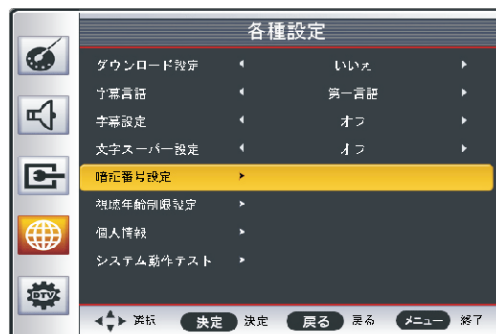 各種設定
ダウンロード設定 いいえ
字幕言語 第一言語
字幕設定 オフ
文字スーパー設定 オフ
暗証番号設定
視聴年齢制限設定
個人情報
システム動作テスト
DTV
選択 決定 決定 戻る 戻る メニュー 終了